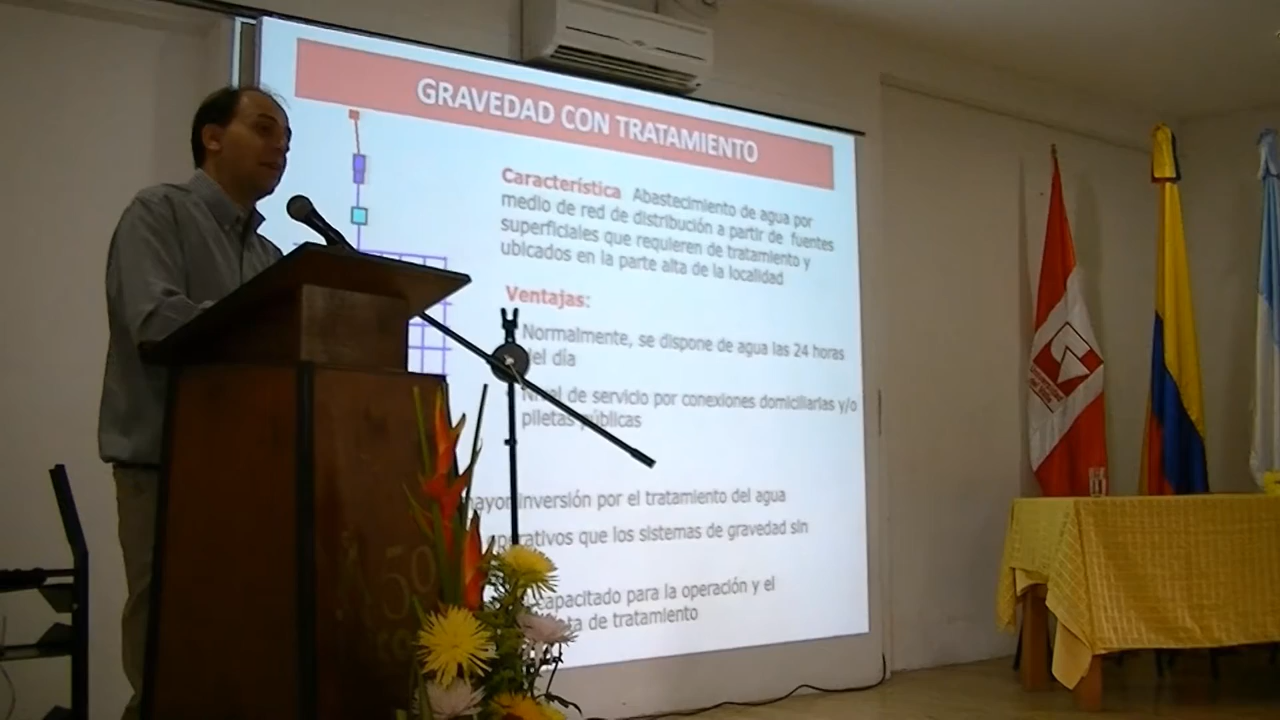 GRAVEDAD CON TRATAMIENTO
Característica Abastecimiento de agua por
medio de red de distribución a partir de fuentes
superficiales que requieren de tratamiento y
ubicados en la parte alta de la localidad
Ventajas:
Normalmente, se dispone de agua las 24 horas
del día
Nivel de servicio por conexiones domiciliarias y/o
piletas públicas
mayor inversión por el tratamiento del agua
operativos que los sistemas de gravedad sin
capacitado para la operación y el
de tratamiento
50